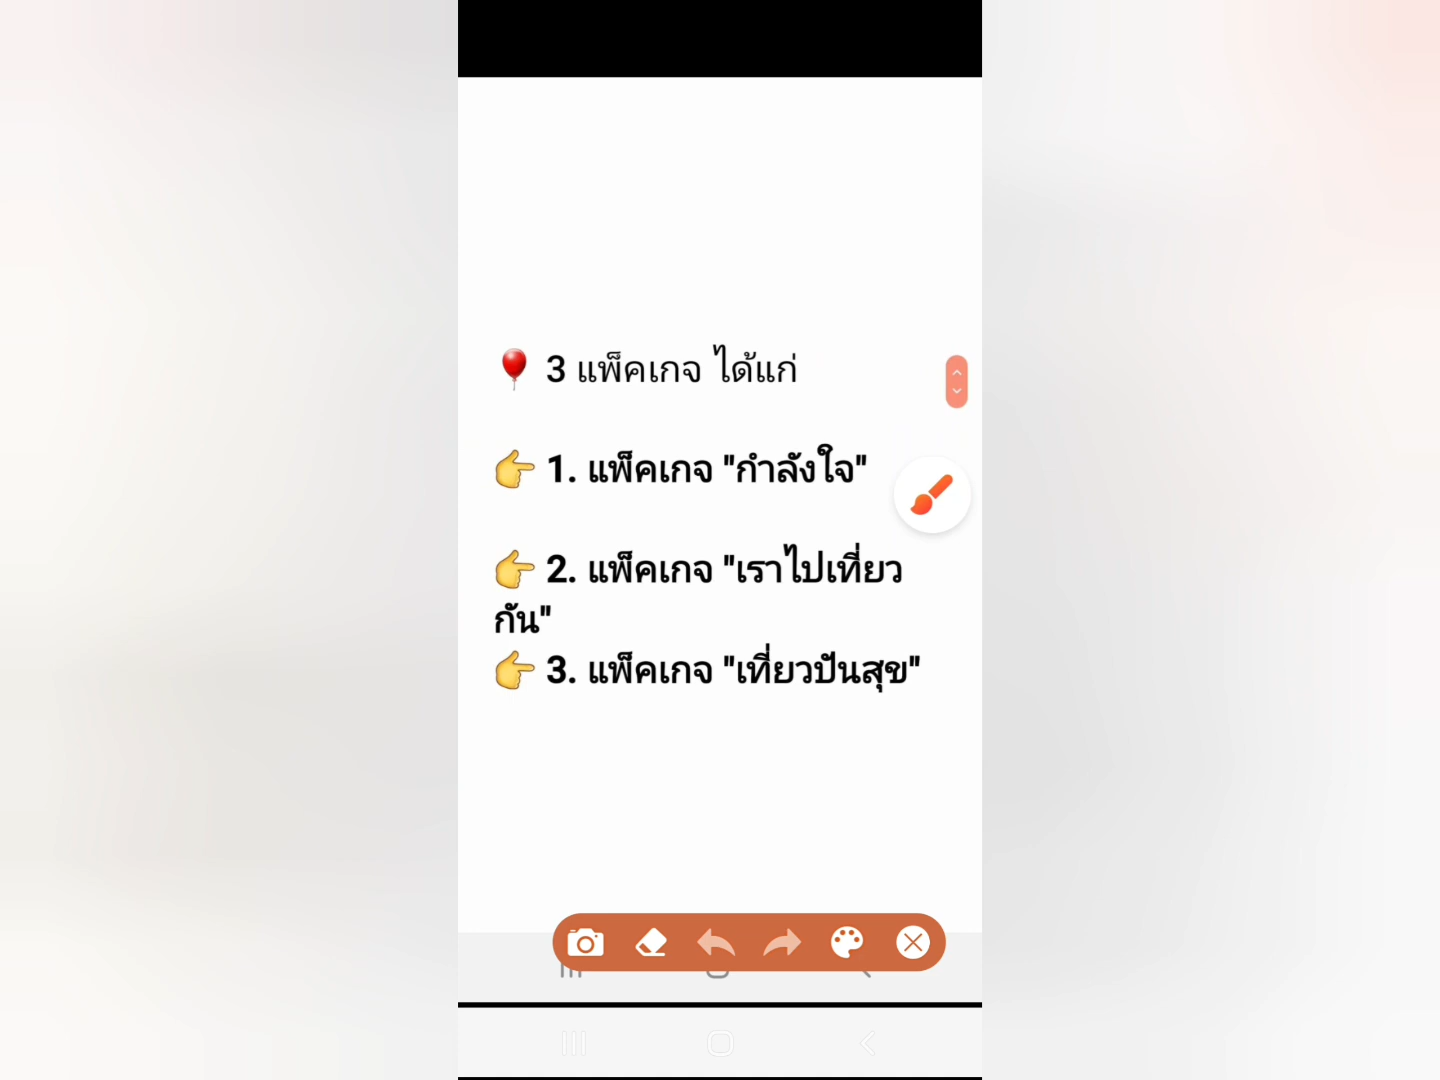 🎈 3 แพ็คเกจ ได้แก่
👉 1. แพ็คเกจ "กำลังใจ"
👉 2. แพ็คเกจ "เราไปเที่ยว
กัน"
👉 3. แพ็คเกจ "เที่ยวปันสุข"